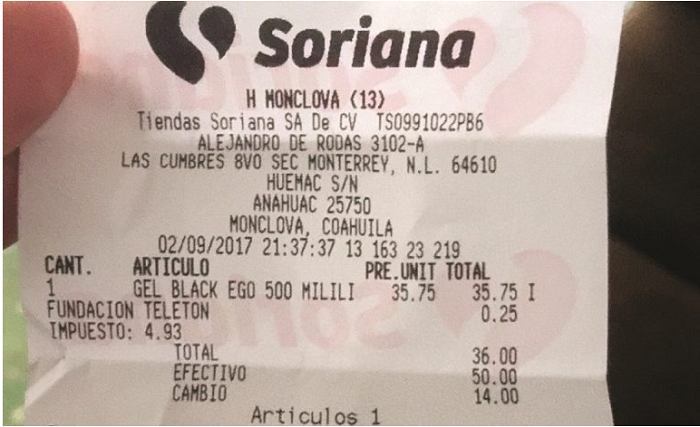 Soriana
H MONCLOVA (13)
Tiendas Soriana SA De CV TSO991022PB6
ALEJANDRO DE RODAS 3102-A
LAS CUMBRES 8VO SEC MONTERREY, N.L. 64610
HUEMAC S/N
ANAHUAC 25750
MONCLOVA, COAHUILA
02/09/2017 21:37:37 13 163 23 219
CANT. ARTICULO PRE.UNIT TOTAL
1 GEL BLACK EGO 500 MILILI 35.75 35.75 I
FUNDACION TELETON 0.25
IMPUESTO: 4.93
TOTAL 36.00
EFECTIVO 50.00
CAMBIO 14.00
Articulos 1